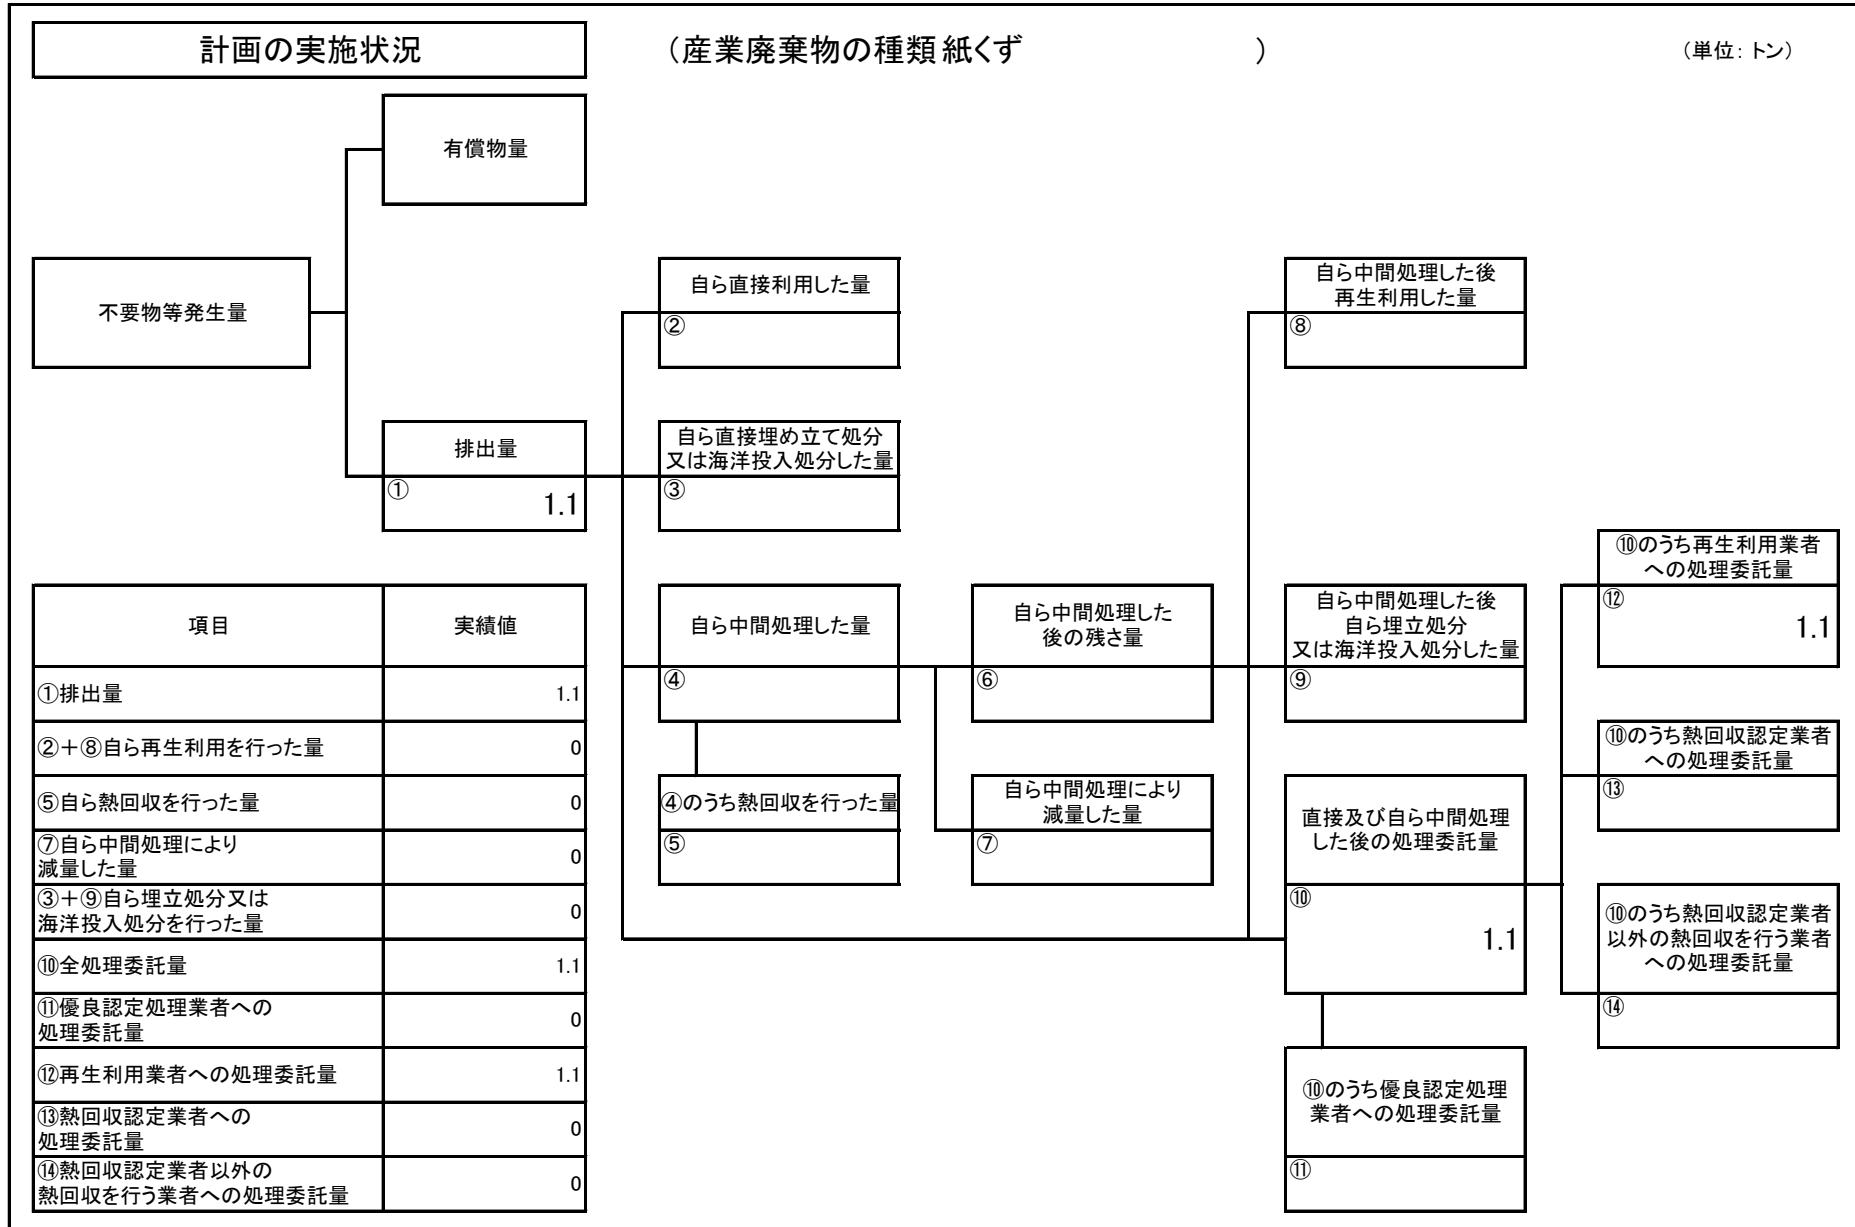 計画の実施状況
（産業廃棄物の種類 紙くず　　　　　）
（単位：トン）
有償物量
不要物等発生量
自ら直接利用した量
②
自ら中間処理した後
再生利用した量
⑧
排出量
① 1.1
自ら直接埋め立て処分
又は海洋投入処分した量
③
⑩のうち再生利用業者
への処理委託量
⑫ 1.1
自ら中間処理した量
④
自ら中間処理した
後の残さ量
⑥
自ら中間処理した後
自ら埋立処分
又は海洋投入処分した量
⑨
⑩のうち熱回収認定業者
への処理委託量
⑬
④のうち熱回収を行った量
⑤
自ら中間処理により
減量した量
⑦
直接及び自ら中間処理
した後の処理委託量
⑩ 1.1
⑩のうち熱回収認定業者
以外の熱回収を行う業者
への処理委託量
⑭
⑩のうち優良認定処理
業者への処理委託量
⑪
項目 実績値
①排出量 1.1
②＋⑧自ら再生利用を行った量 0
⑤自ら熱回収を行った量 0
⑦自ら中間処理により
減量した量 0
③＋⑨自ら埋立処分又は
海洋投入処分を行った量 0
⑩全処理委託量 1.1
⑪優良認定処理業者への
処理委託量 0
⑫再生利用業者への処理委託量 1.1
⑬熱回収認定業者への
処理委託量 0
⑭熱回収認定業者以外の
熱回収を行う業者への処理委託量 0